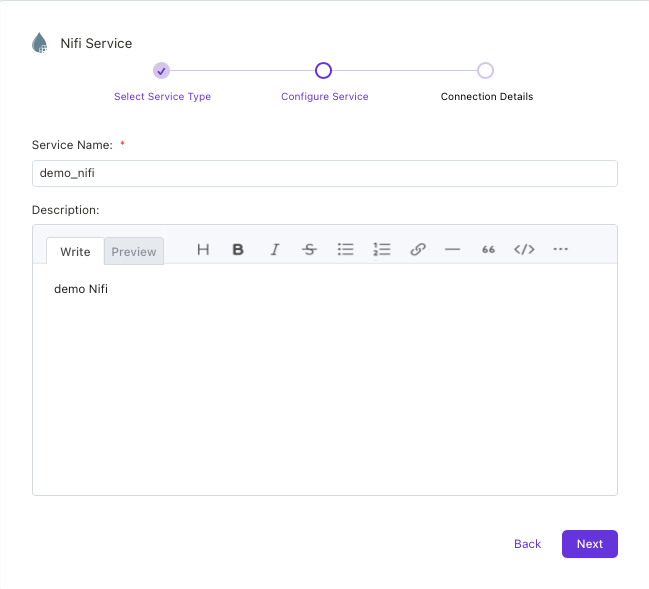 Nifi Service
Select Service Type
Configure Service
Connection Details
Service Name: *
demo_nifi
Description:
Write Preview H B I S 66 </> ···
demo Nifi
Back Next